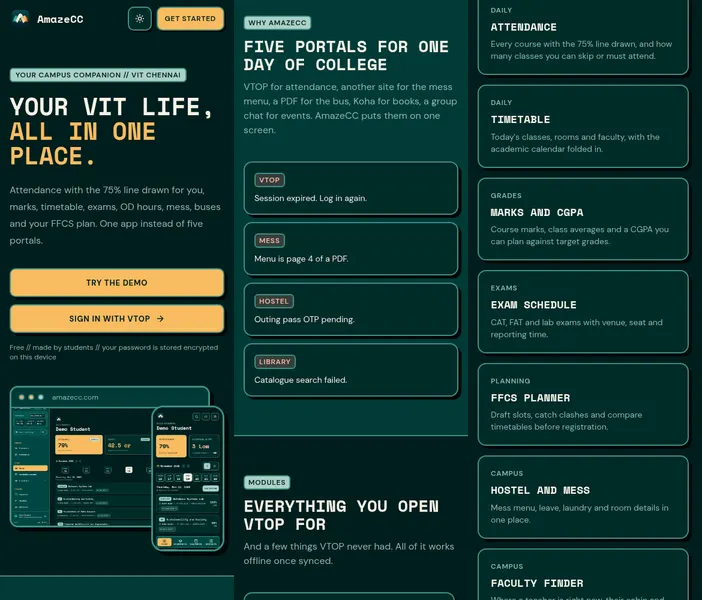 AmazeCC
GET STARTED
YOUR CAMPUS COMPANION // VIT CHENNAI
YOUR VIT LIFE,
ALL IN ONE
PLACE.
Attendance with the 75% line drawn for you,
marks, timetable, exams, OD hours, mess, buses
and your FFCS plan. One app instead of five
portals.
TRY THE DEMO
SIGN IN WITH VTOP →
Free // made by students // your password is stored encrypted
on this device
amazecc.com
Demo Student
79%
42.5 cr
Demo Student
79%
3 Low
WHY AMAZECC
FIVE PORTALS FOR ONE
DAY OF COLLEGE
VTOP for attendance, another site for the mess
menu, a PDF for the bus, Koha for books, a group
chat for events. AmazeCC puts them on one
screen.
VTOP
Session expired. Log in again.
MESS
Menu is page 4 of a PDF.
HOSTEL
Outing pass OTP pending.
LIBRARY
Catalogue search failed.
MODULES
EVERYTHING YOU OPEN
VTOP FOR
And a few things VTOP never had. All of it works
offline once synced.
DAILY
ATTENDANCE
Every course with the 75% line drawn, and how
many classes you can skip or must attend.
DAILY
TIMETABLE
Today's classes, rooms and faculty, with the
academic calendar folded in.
GRADES
MARKS AND CGPA
Course marks, class averages and a CGPA you
can plan against target grades.
EXAMS
EXAM SCHEDULE
CAT, FAT and lab exams with venue, seat and
reporting time.
PLANNING
FFCS PLANNER
Draft slots, catch clashes and compare
timetables before registration.
CAMPUS
HOSTEL AND MESS
Mess menu, leave, laundry and room details in
one place.
CAMPUS
FACULTY FINDER
Where a teacher is right now, their cabin and